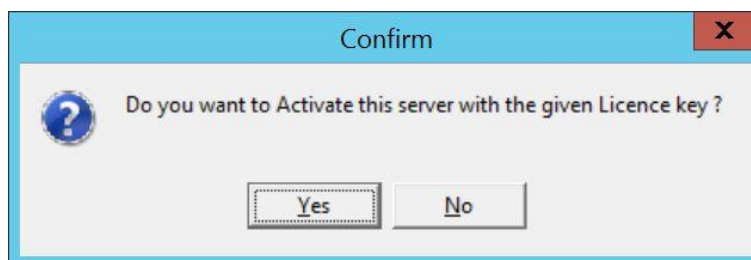 Confirm
X
Do you want to Activate this server with the given Licence key ?
Yes
No